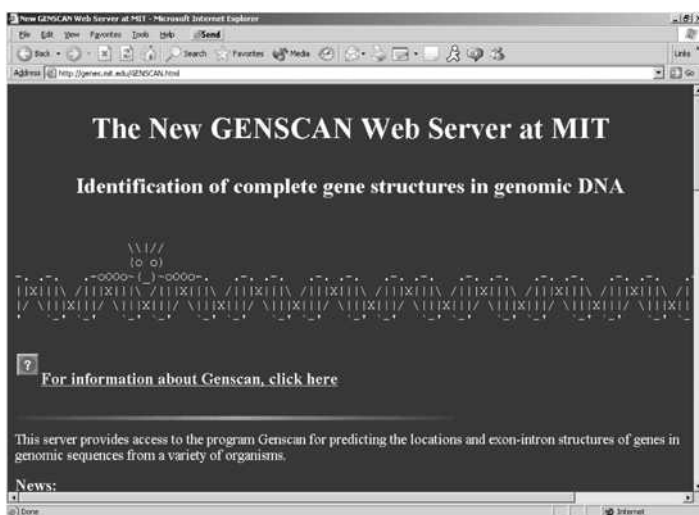 New GENSCAN Web Server at MIT - Microsoft Internet Explorer
File Edit View Favorites Tools Help Send
Back Search Favorites Media Links
Address http://genes.mit.edu/GENSCAN.html Go
The New GENSCAN Web Server at MIT
Identification of complete gene structures in genomic DNA
\\|//
(o o)
-. .-. .-oOOo~(_)~oOOo-. .-. .-. .-. .-. .-. .-. .-. .-.
||X|||\ /|||X|||\ /|||X|||\ /|||X|||\ /|||X|||\ /|||X|||\ /|||X|||\ /||
|/ \|||X|||/ \|||X|||/ \|||X|||/ \|||X|||/ \|||X|||/ \|||X|||/ \|||X|||/
' `-' `-' `-' `-' `-' `-' `-' `-' `-' `-' `-' `-'
? For information about Genscan, click here
This server provides access to the program Genscan for predicting the locations and exon-intron structures of genes in
genomic sequences from a variety of organisms.
News:
Done Internet